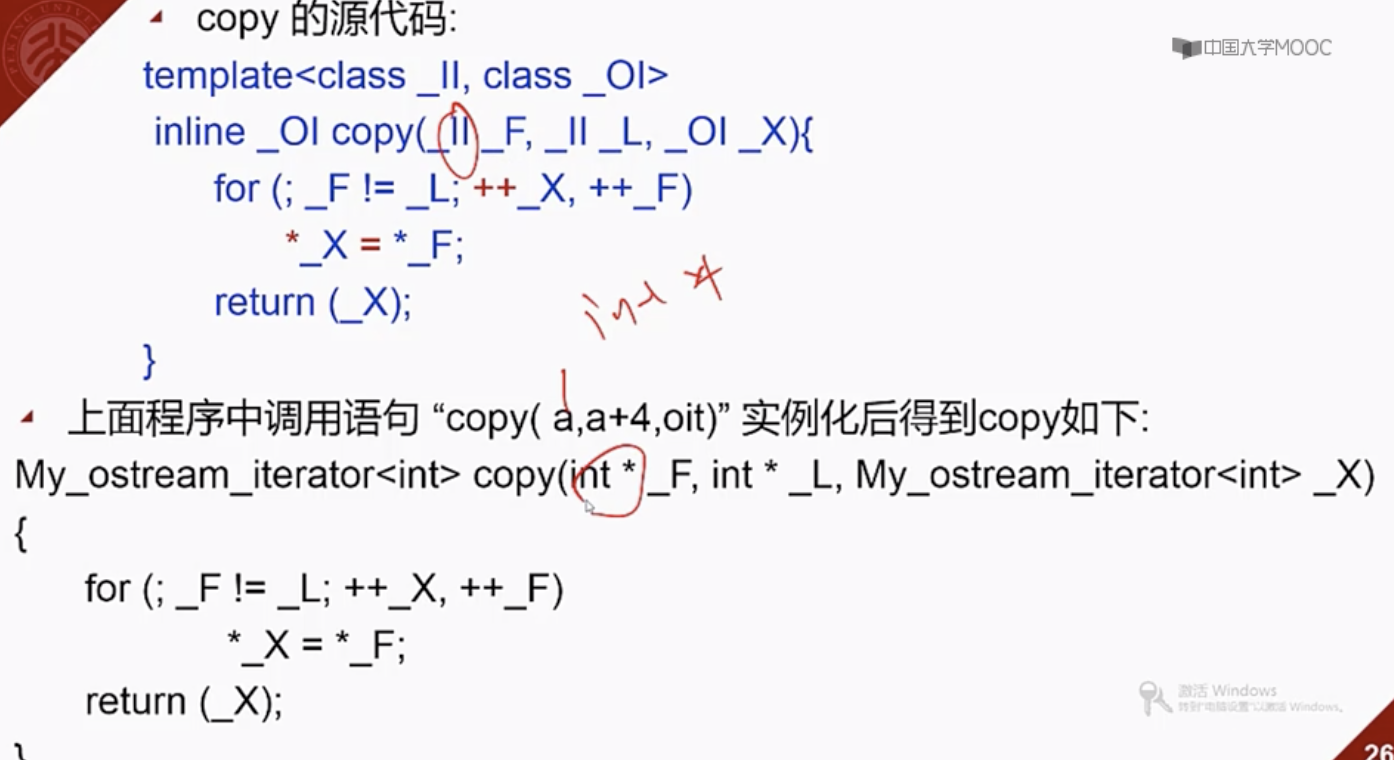 copy 的源代码:
中国大学MOOC
template<class _II, class _OI>
inline _OI copy(_II _F, _II _L, _OI _X){
for (; _F != _L; ++_X, ++_F)
*_X = *_F;
int *
return (_X);
}
上面程序中调用语句 “copy( a,a+4,oit)” 实例化后得到copy如下:
My_ostream_iterator<int> copy(int * _F, int * _L, My_ostream_iterator<int> _X)
{
for (; _F != _L; ++_X, ++_F)
*_X = *_F;
激活 Windows
转到“电脑设置”以激活 Windows。
return (_X);
}
26